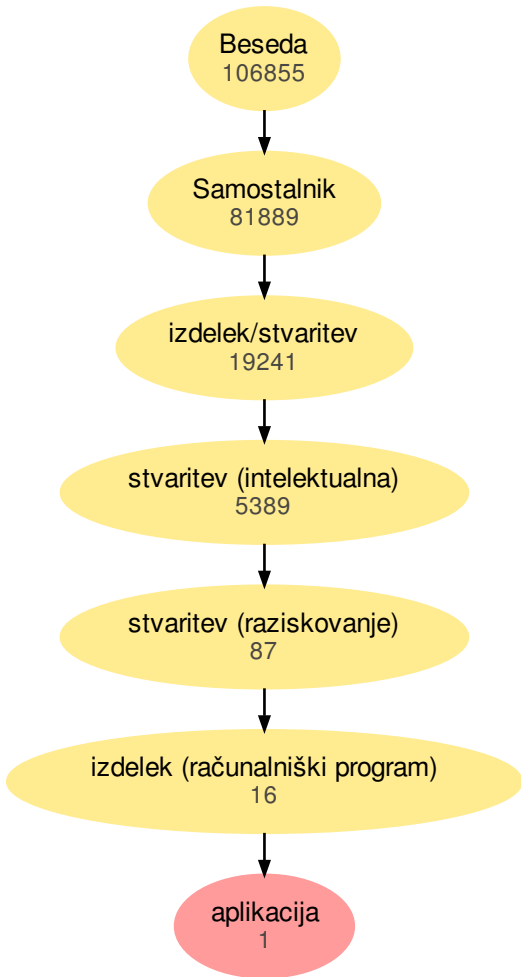 Beseda
106855
Samostalnik
81889
izdelek/stvaritev
19241
stvaritev (intelektualna)
5389
stvaritev (raziskovanje)
87
izdelek (računalniški program)
16
aplikacija
1